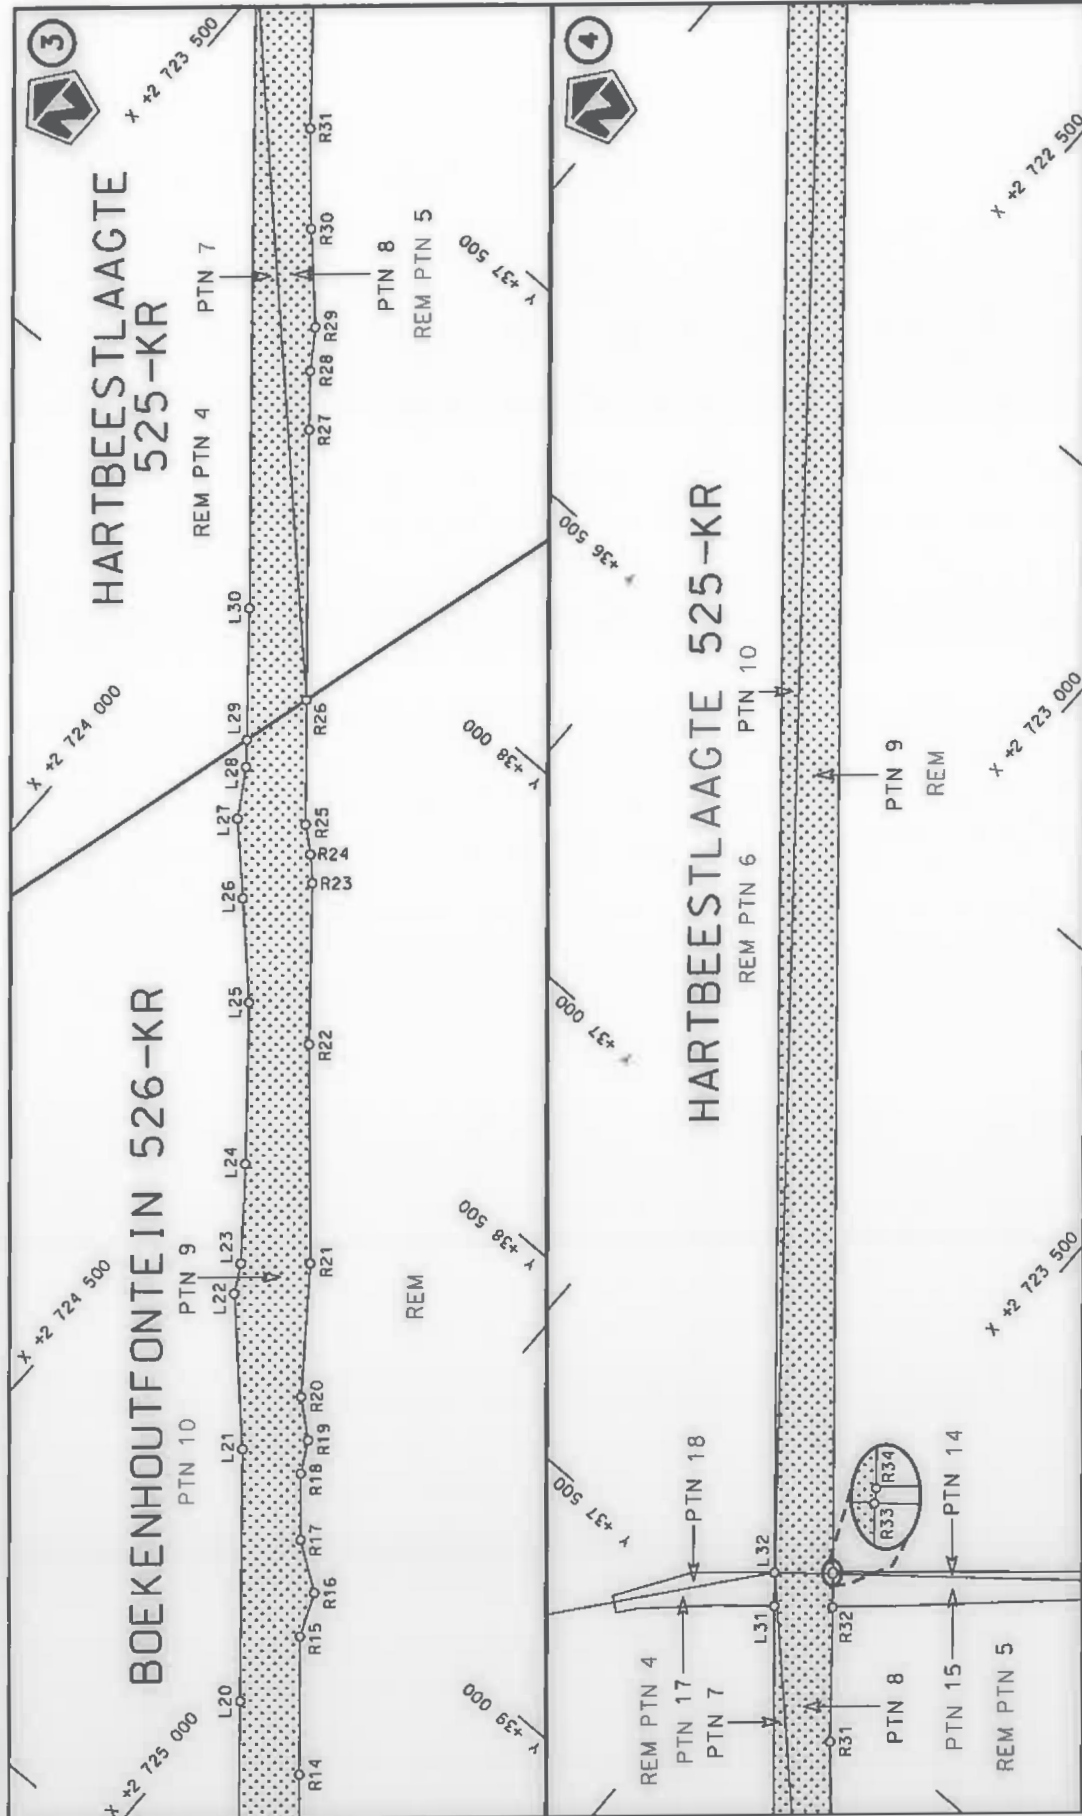 3
X +2 725 000
X +2 724 500
X +2 724 000
X +2 723 500
BOEKENHOUTFONTEIN 526-KR
PTN 10
PTN 9
HARTBEESTLAAGTE
525-KR
REM PTN 4
PTN 7
L20
L21
L22
L23
L24
L25
L26
L27
L28
L29
L30
R14
R15
R16
R17
R18
R19
R20
R21
R22
R23
R24
R25
R26
R27
R28
R29
R30
R31
PTN 8
REM PTN 5
REM
Y +39 000
Y +38 500
Y +38 000
Y +37 500
4
Y +37 500
+37 000
+36 500
REM PTN 4
PTN 17
PTN 7
PTN 18
HARTBEESTLAAGTE 525-KR
REM PTN 6
PTN 10
L31
L32
R31
R32
R33
R34
PTN 8
PTN 15
REM PTN 5
PTN 14
PTN 9
REM
X +2 723 500
X +2 723 000
X +2 722 500